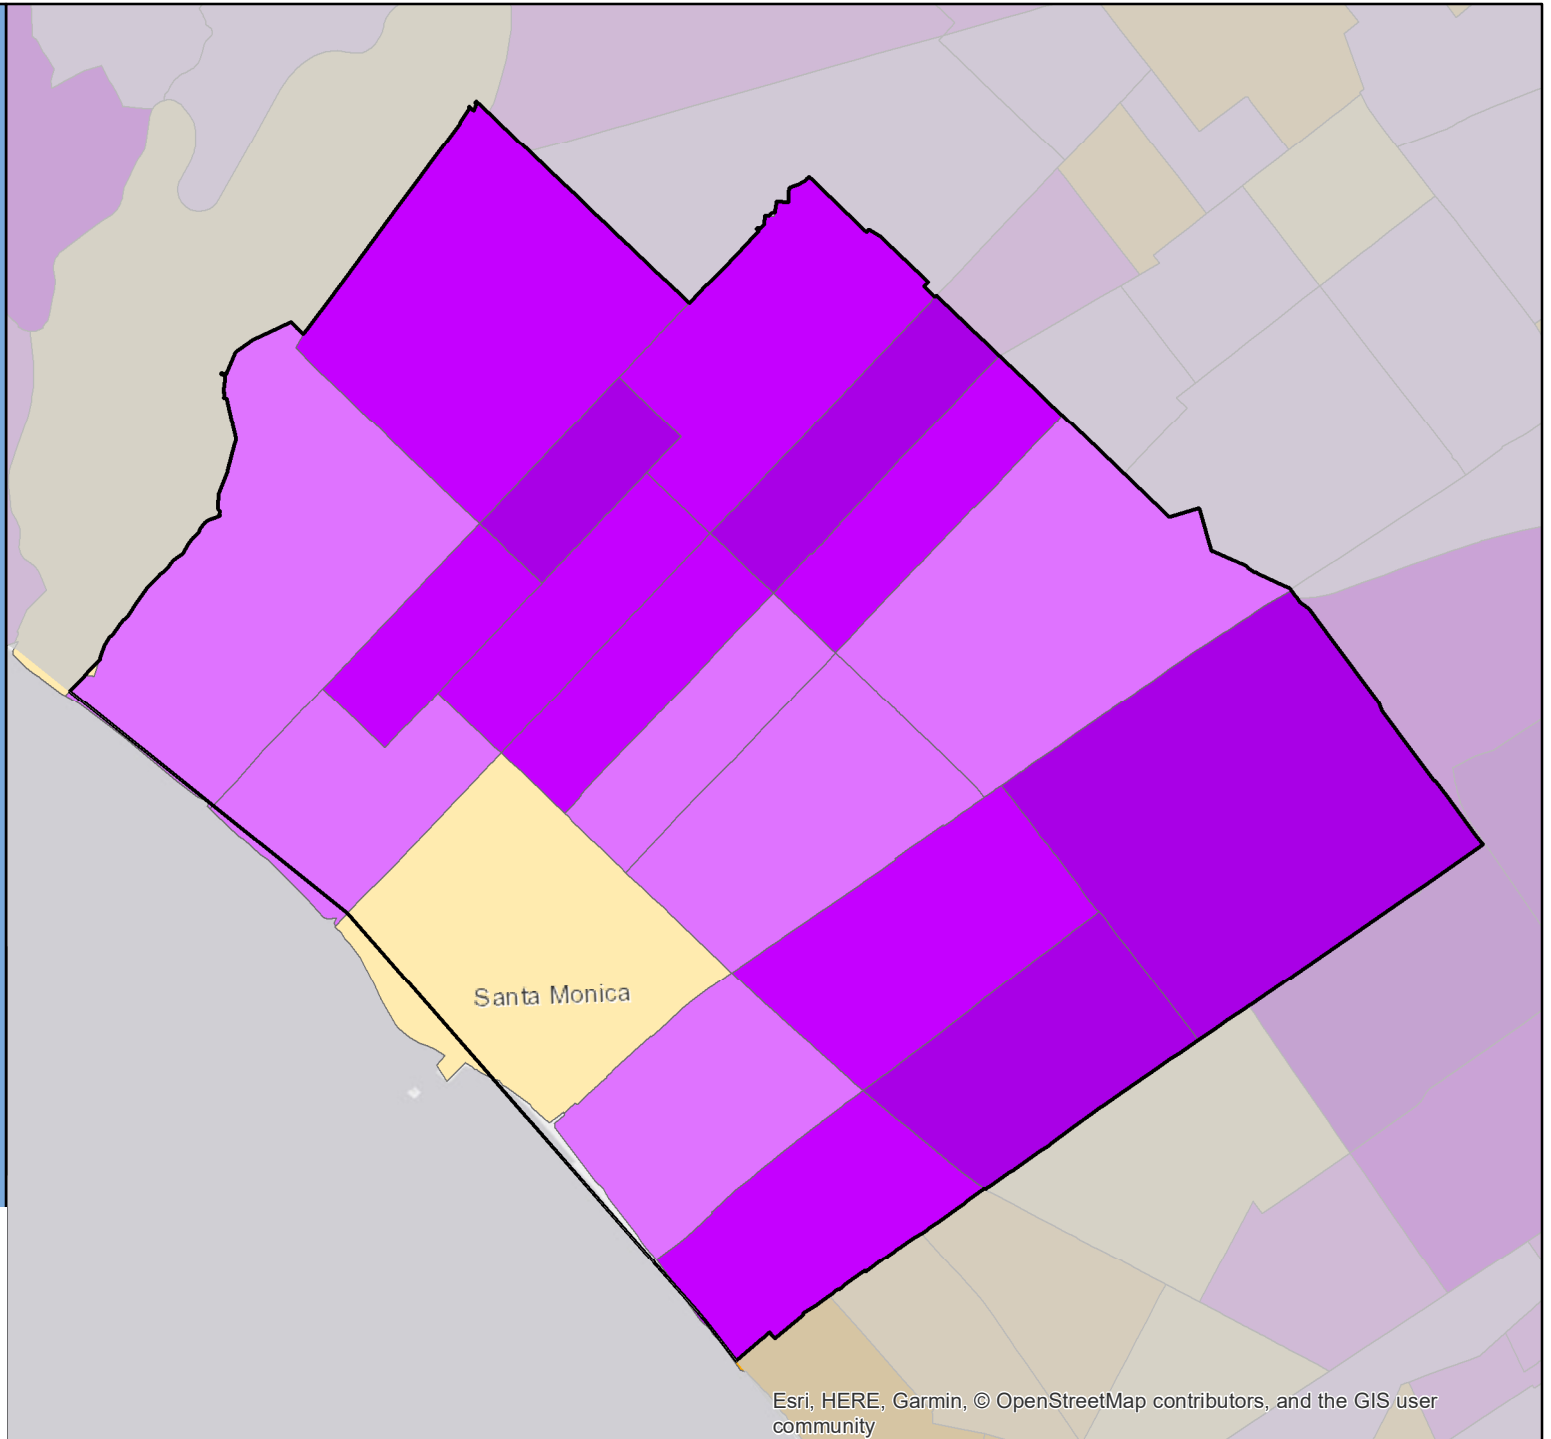 Santa Monica
Esri, HERE, Garmin, © OpenStreetMap contributors, and the GIS user
community